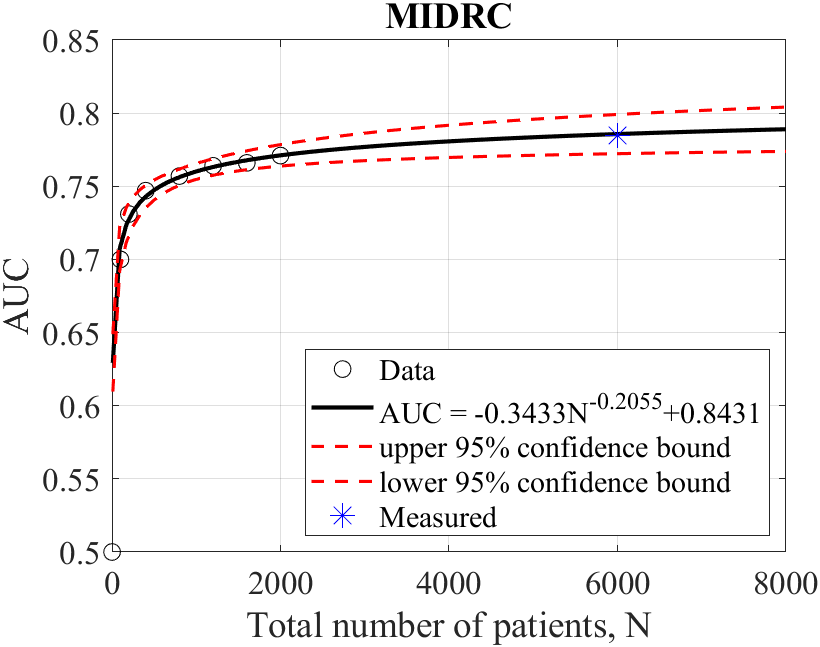 MIDRC
0.85
0.8
0.75
0.7
0.65
0.6
0.55
0.5
AUC
Data
AUC = -0.3433N^-0.2055+0.8431
upper 95% confidence bound
lower 95% confidence bound
Measured
0 2000 4000 6000 8000
Total number of patients, N